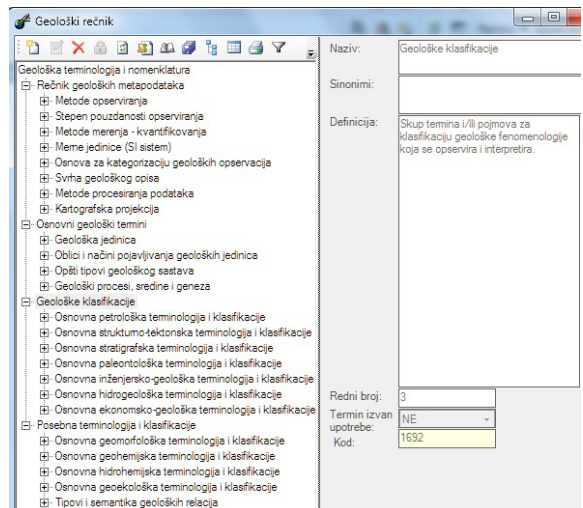 Geološki rečnik
Geološka terminologija i nomenklatura
Rečnik geoloških metapodataka
Metode opserviranja
Stepen pouzdanosti opserviranja
Metode merenja - kvantifikovanja
Merne jedinice (SI sistem)
Osnova za kategorizaciju geoloških opservacija
Svrha geološkog opisa
Metode procesiranja podataka
Kartografska projekcija
Osnovni geološki termini
Geološka jedinica
Oblici i načini pojavljivanja geoloških jedinica
Opšti tipovi geološkog sastava
Geološki procesi, sredine i geneza
Geološke klasifikacije
Osnovna petrološka terminologija i klasifikacije
Osnovna strukturno-tektonska terminologija i klasifikacije
Osnovna stratigrafska terminologija i klasifikacije
Osnovna paleontološka terminologija i klasifikacije
Osnovna inženjersko-geološka terminologija i klasifikacije
Osnovna hidrogeološka terminologija i klasifikacije
Osnovna ekonomsko-geološka terminologija i klasifikacije
Posebna terminologija i klasifikacije
Osnovna geomorfološka terminologija i klasifikacije
Osnovna geohemijska terminologija i klasifikacije
Osnovna hidrohemijska terminologija i klasifikacije
Osnovna geoekološka terminologija i klasifikacije
Tipovi i semantika geoloških relacija
Naziv: Geološke klasifikacije
Sinonimi:
Definicija: Skup termina i/ili pojmova za
klasifikaciju geološke fenomenologije
koja se opservira i interpretira.
Redni broj: 3
Termin izvan
upotrebe: NE
Kod: 1692